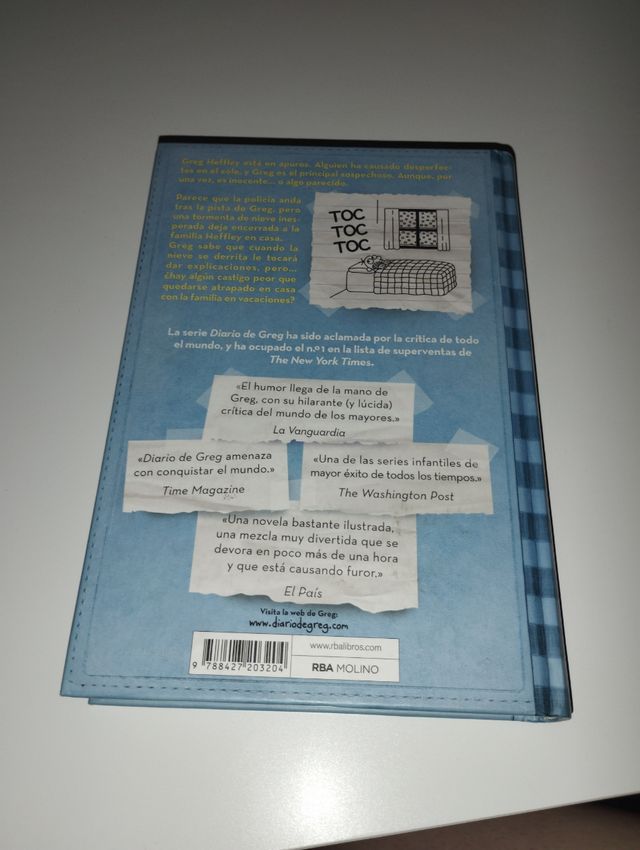 Greg Heffley está en apuros. Alguien ha causado desperfec-
tos en el cole, y Greg es el principal sospechoso. Aunque, por
una vez, es inocente... o algo parecido.
Parece que la policía anda
tras la pista de Greg, pero
una tormenta de nieve ines-
perada deja encerrada a la
familia Heffley en casa.
Greg sabe que cuando la
nieve se derrita le tocará
dar explicaciones, pero...
¿hay algún castigo peor que
quedarse atrapado en casa
con la familia en vacaciones?
TOC
TOC
TOC
La serie Diario de Greg ha sido aclamada por la crítica de todo
el mundo, y ha ocupado el n.º 1 en la lista de superventas de
The New York Times.
«El humor llega de la mano de
Greg, con su hilarante (y lúcida)
crítica del mundo de los mayores.»
La Vanguardia
«Diario de Greg amenaza
con conquistar el mundo.»
Time Magazine
«Una de las series infantiles de
mayor éxito de todos los tiempos.»
The Washington Post
«Una novela bastante ilustrada,
una mezcla muy divertida que se
devora en poco más de una hora
y que está causando furor.»
El País
Visita la web de Greg:
www.diariodegreg.com
www.rbalibros.com
RBA MOLINO
9 788427 203204